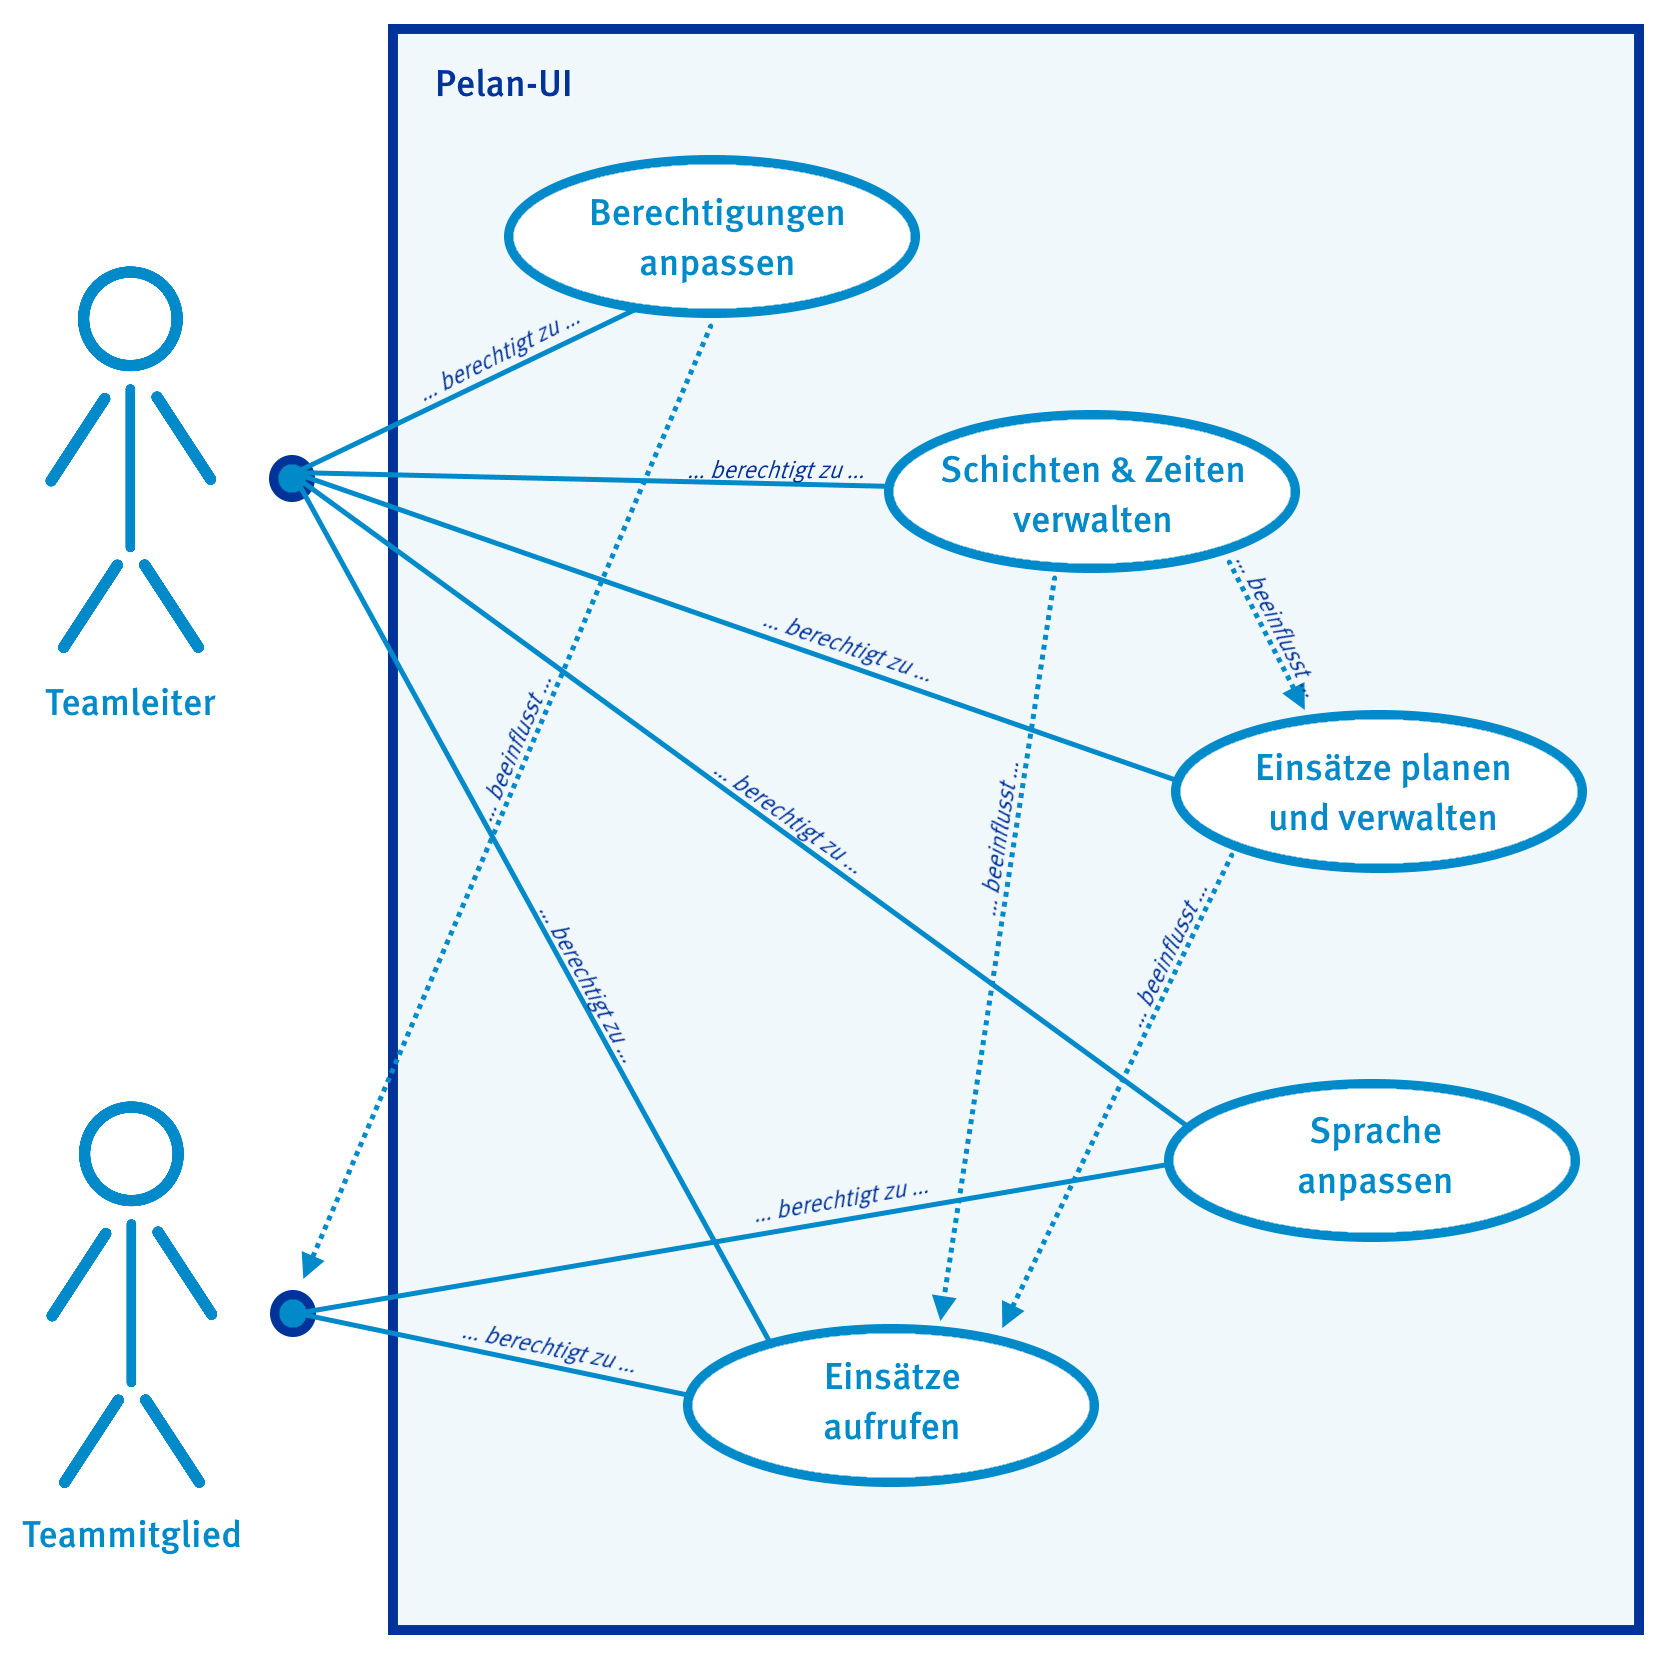 Pelan-UI
Berechtigungen
anpassen
... berechtigt zu ...
... berechtigt zu ...
Schichten & Zeiten
verwalten
... beeinflusst ...
... berechtigt zu ...
Teamleiter
... beeinflusst ...
Einsätze planen
und verwalten
... berechtigt zu ...
... beeinflusst ...
... beeinflusst ...
... berechtigt zu ...
Sprache
anpassen
... berechtigt zu ...
... berechtigt zu ...
Einsätze
aufrufen
Teammitglied